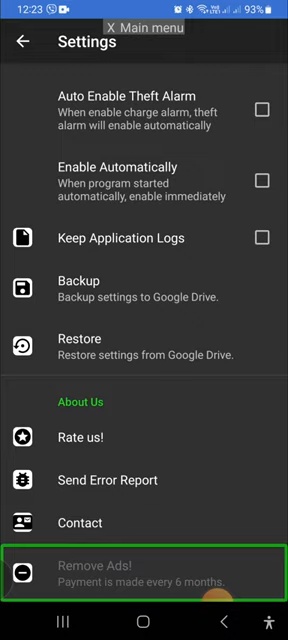 12:23
93%
X Main menu
Settings
Auto Enable Theft Alarm
When enable charge alarm, theft
alarm will enable automatically
Enable Automatically
When program started
automatically, enable immediately
Keep Application Logs
Backup
Backup settings to Google Drive.
Restore
Restore settings from Google Drive.
About Us
Rate us!
Send Error Report
Contact
Remove Ads!
Payment is made every 6 months.